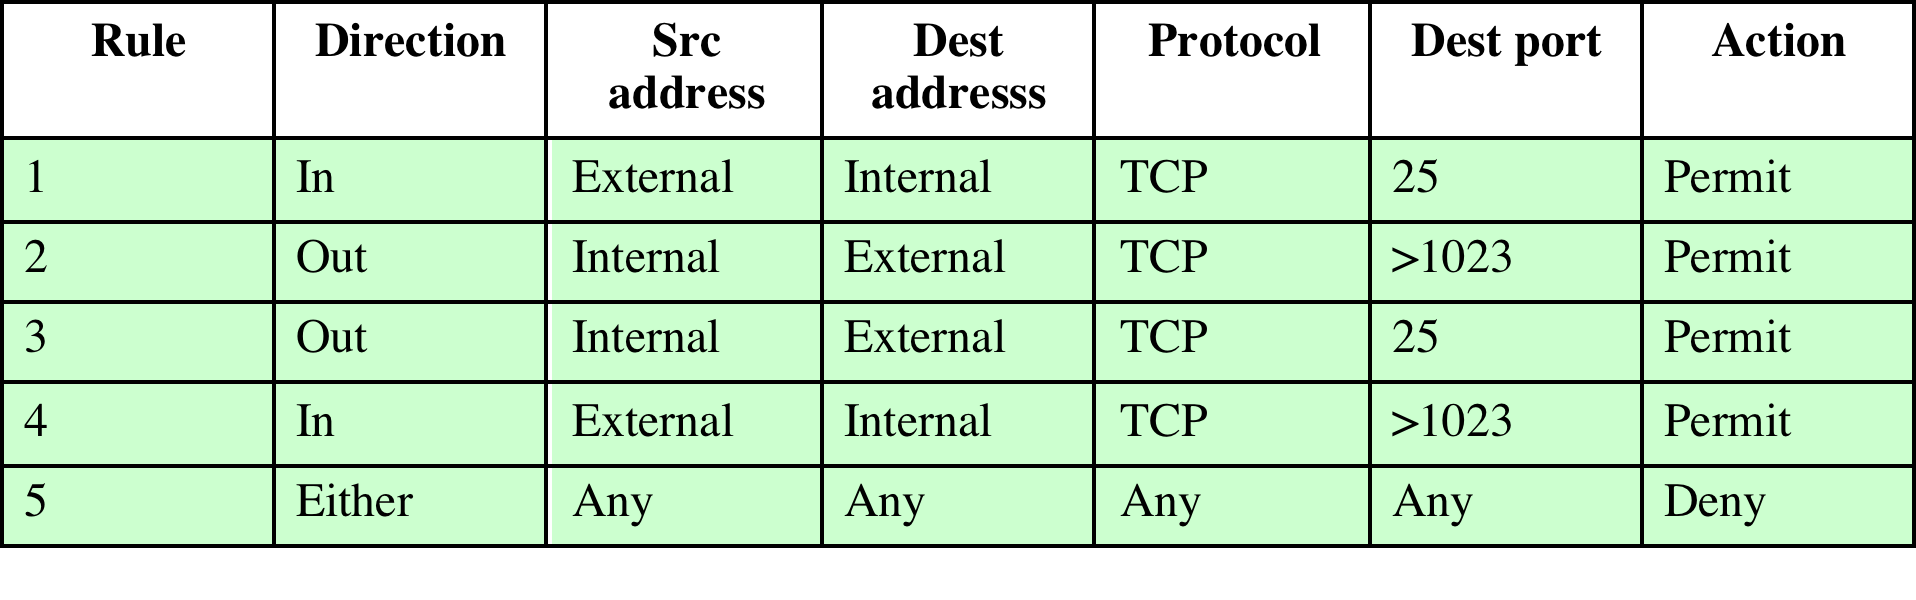 Rule Direction Src address Dest addresss Protocol Dest port Action
1 In External Internal TCP 25 Permit
2 Out Internal External TCP >1023 Permit
3 Out Internal External TCP 25 Permit
4 In External Internal TCP >1023 Permit
5 Either Any Any Any Any Deny